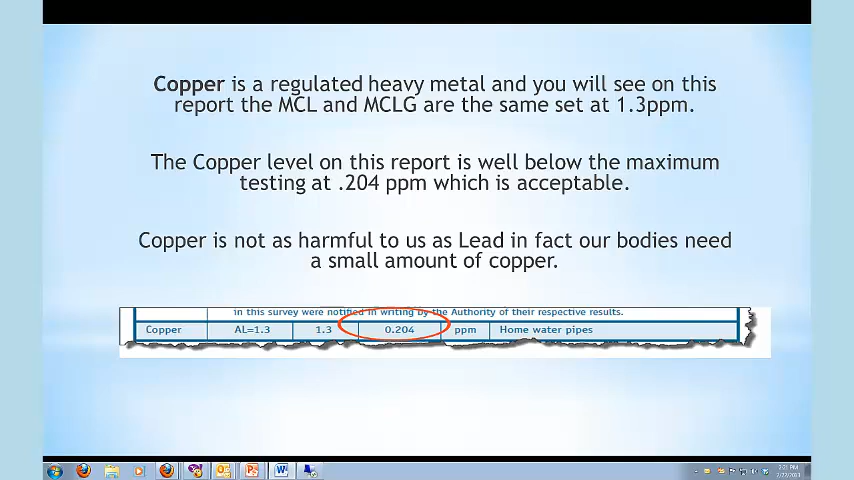 Copper is a regulated heavy metal and you will see on this
report the MCL and MCLG are the same set at 1.3ppm.
The Copper level on this report is well below the maximum
testing at .204 ppm which is acceptable.
Copper is not as harmful to us as Lead in fact our bodies need
a small amount of copper.
in this survey were notified in writing by the Authority of their respective results.
Copper AL=1.3 1.3 0.204 ppm Home water pipes